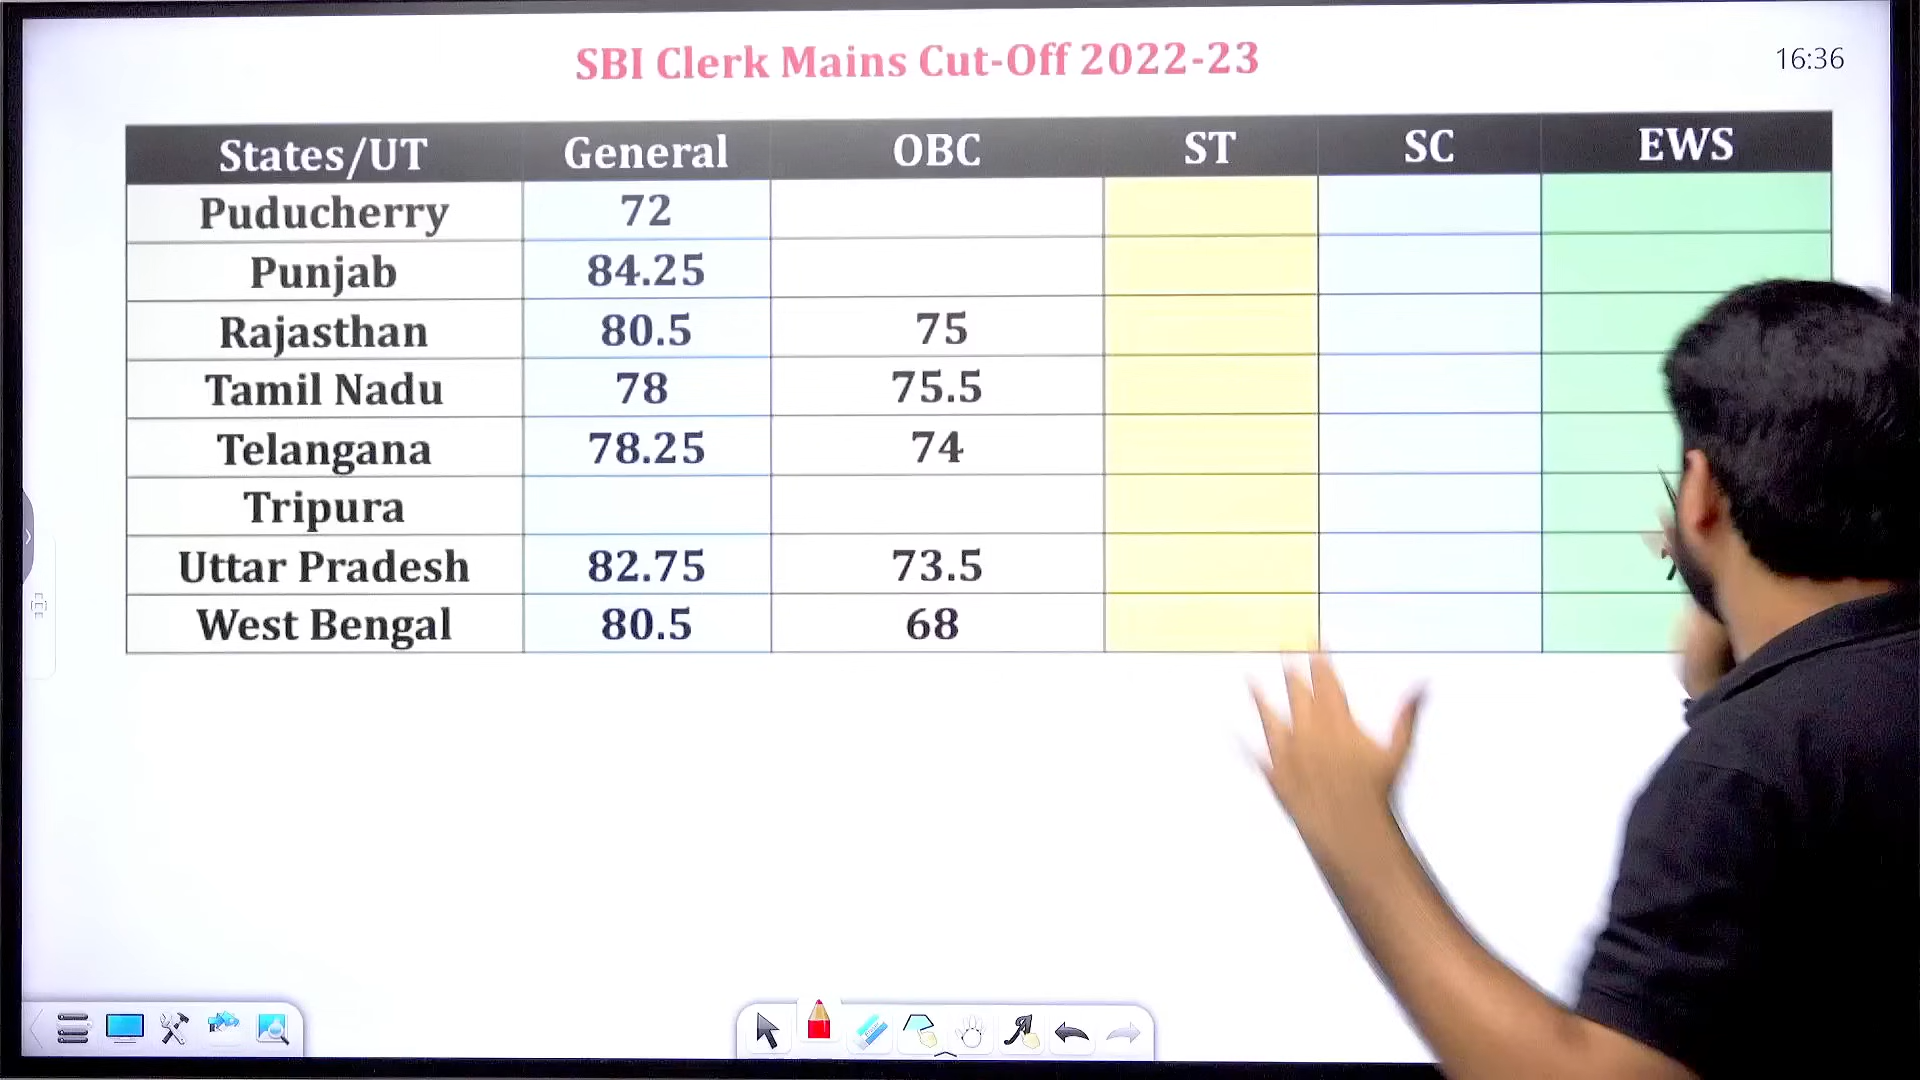 SBI Clerk Mains Cut-Off 2022-23
16:36
States/UT General OBC ST SC EWS
Puducherry 72
Punjab 84.25
Rajasthan 80.5 75
Tamil Nadu 78 75.5
Telangana 78.25 74
Tripura
Uttar Pradesh 82.75 73.5
West Bengal 80.5 68